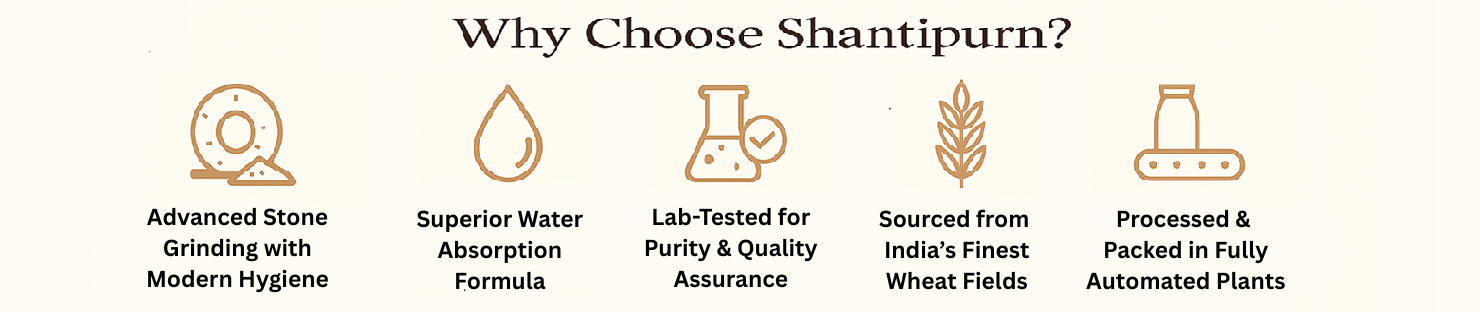 Why Choose Shantipurn?
Advanced Stone
Grinding with
Modern Hygiene
Superior Water
Absorption
Formula
Lab-Tested for
Purity & Quality
Assurance
Sourced from
India's Finest
Wheat Fields
Processed &
Packed in Fully
Automated Plants